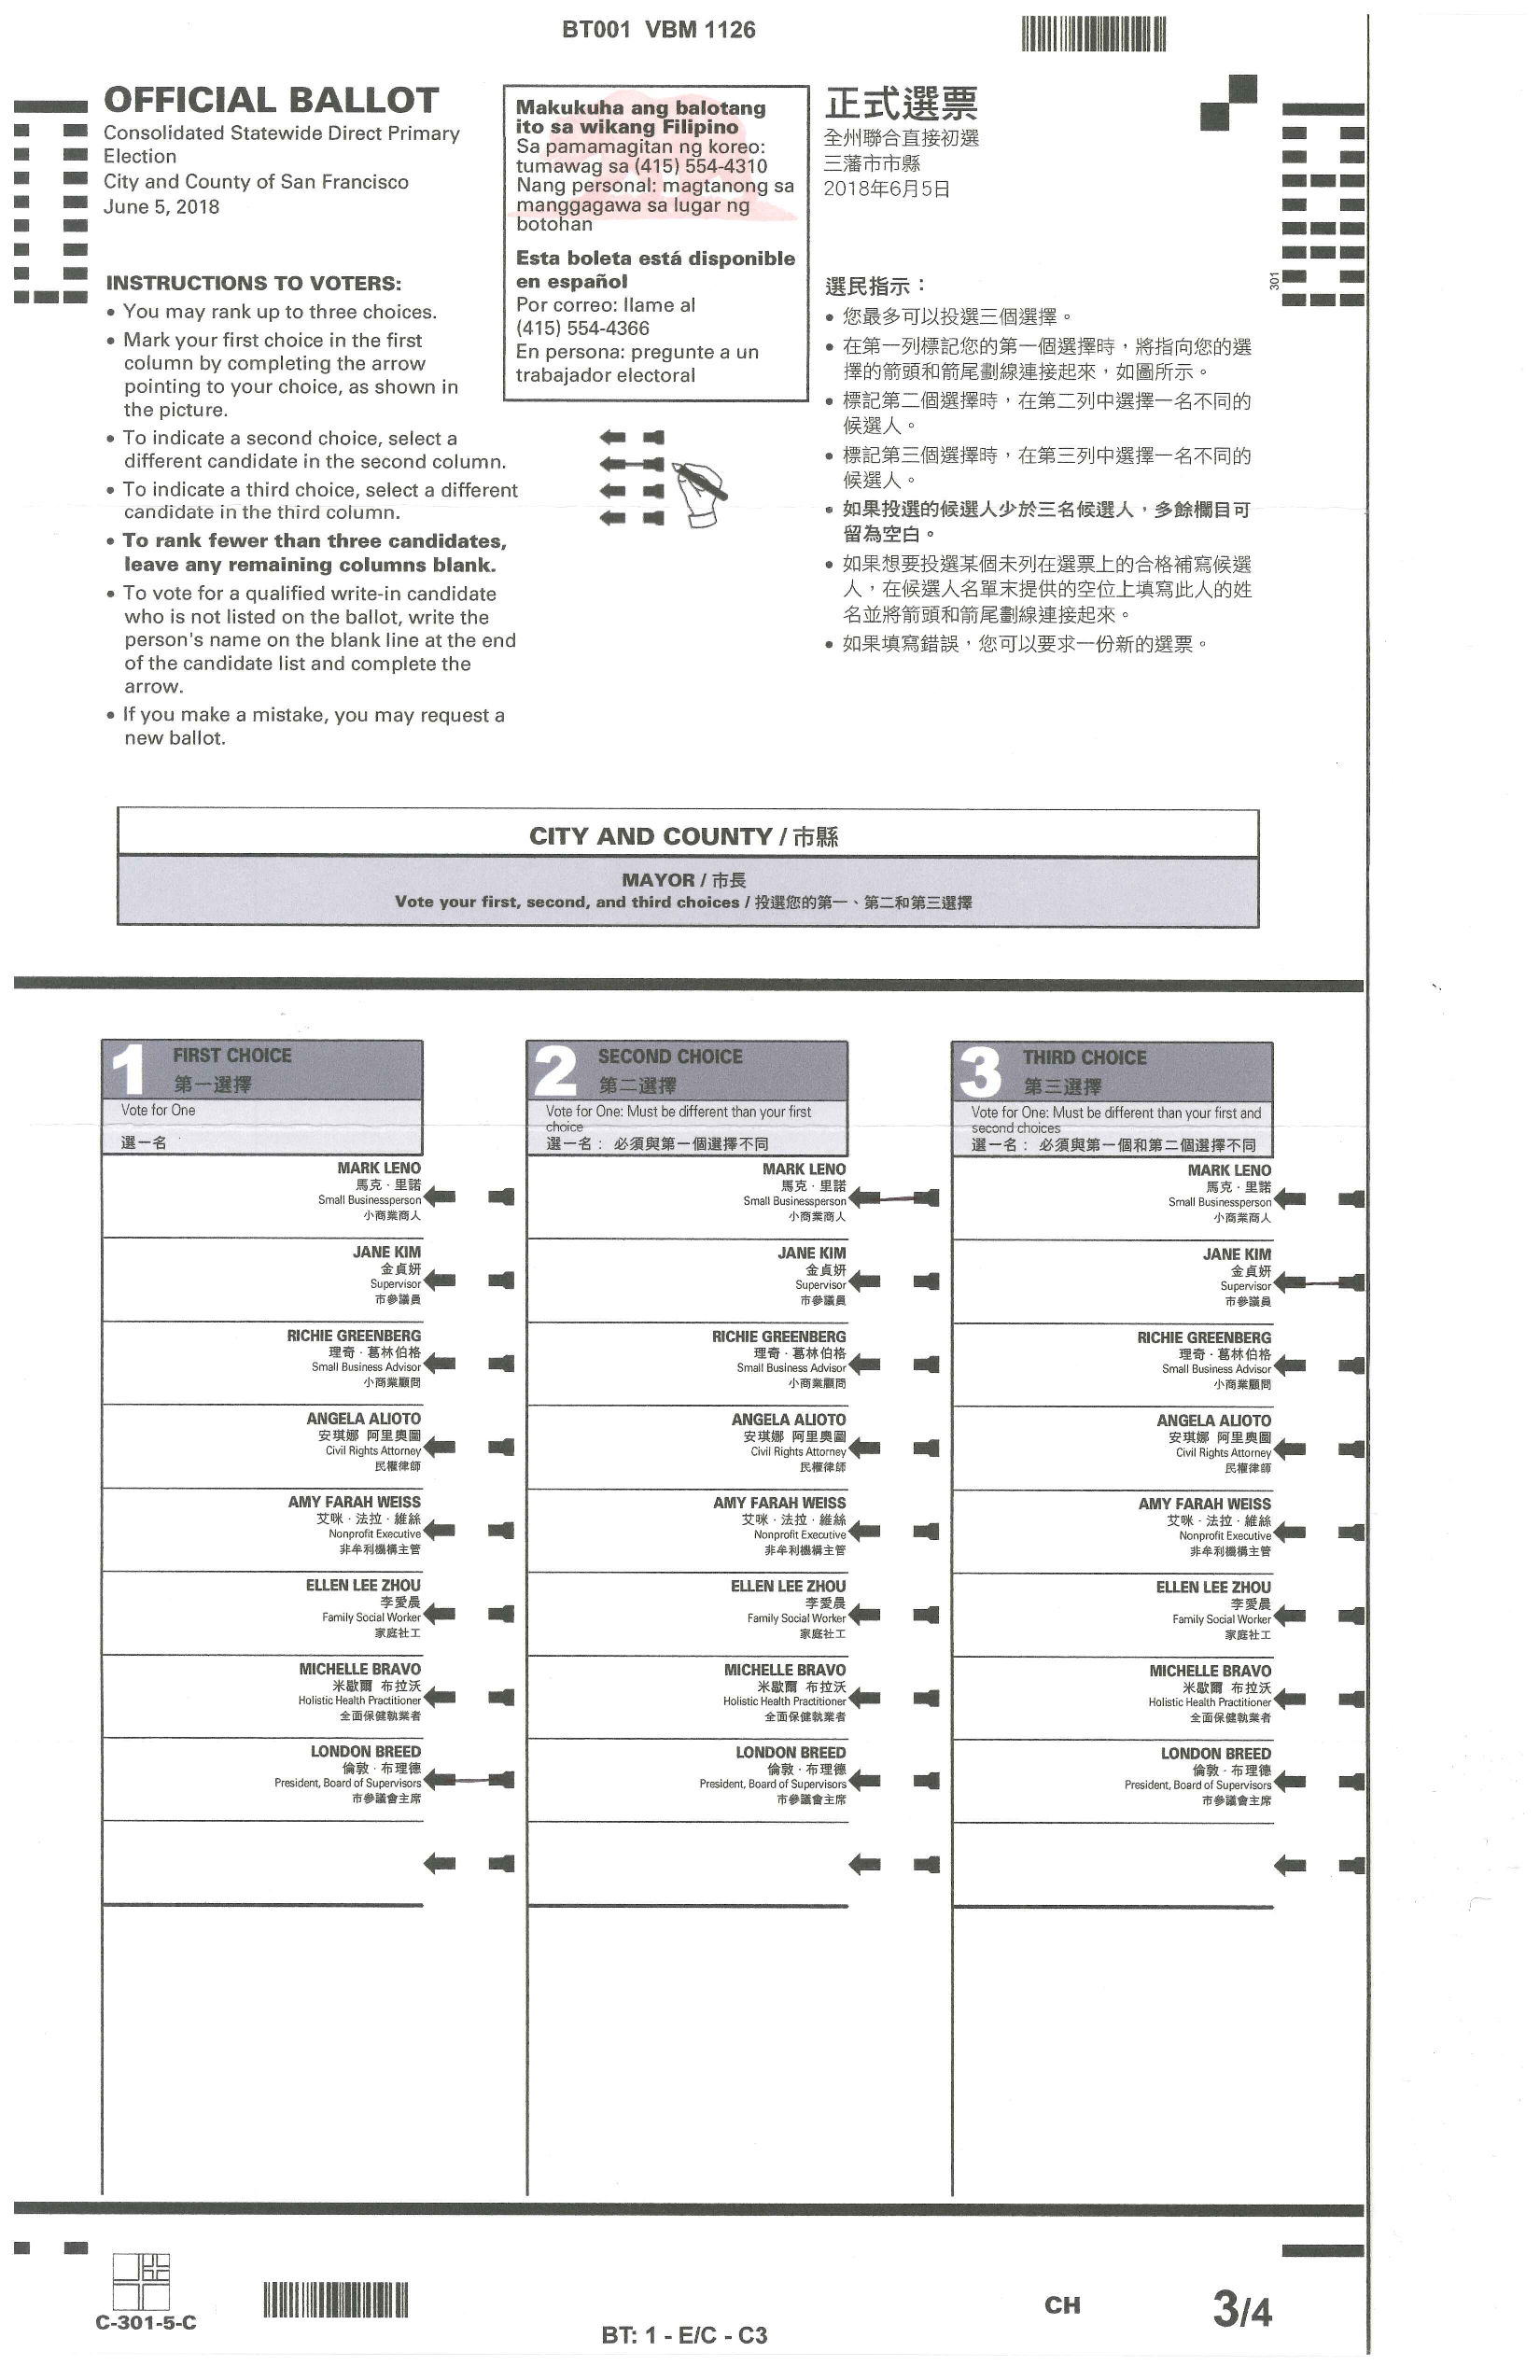 BT001 VBM 1126
OFFICIAL BALLOT
Consolidated Statewide Direct Primary
Election
City and County of San Francisco
June 5, 2018
INSTRUCTIONS TO VOTERS:
• You may rank up to three choices.
• Mark your first choice in the first
column by completing the arrow
pointing to your choice, as shown in
the picture.
• To indicate a second choice, select a
different candidate in the second column.
• To indicate a third choice, select a different
candidate in the third column.
• To rank fewer than three candidates,
leave any remaining columns blank.
• To vote for a qualified write-in candidate
who is not listed on the ballot, write the
person's name on the blank line at the end
of the candidate list and complete the
arrow.
• If you make a mistake, you may request a
new ballot.
Makukuha ang balotang
ito sa wikang Filipino
Sa pamamagitan ng koreo:
tumawag sa (415) 554-4310
Nang personal: magtanong sa
manggagawa sa lugar ng
botohan
Esta boleta está disponible
en español
Por correo: llame al
(415) 554-4366
En persona: pregunte a un
trabajador electoral
正式選票
全州聯合直接初選
三藩市市縣
2018年6月5日
選民指示：
• 您最多可以投選三個選擇。
• 在第一列標記您的第一個選擇時，將指向您的選
擇的箭頭和箭尾劃線連接起來，如圖所示。
• 標記第二個選擇時，在第二列中選擇一名不同的
候選人。
• 標記第三個選擇時，在第三列中選擇一名不同的
候選人。
• 如果投選的候選人少於三名候選人，多餘欄目可
留為空白。
• 如果想要投選某個未列在選票上的合格補寫候選
人，在候選人名單末提供的空位上填寫此人的姓
名並將箭頭和箭尾劃線連接起來。
• 如果填寫錯誤，您可以要求一份新的選票。
301
CITY AND COUNTY / 市縣
MAYOR / 市長
Vote your first, second, and third choices / 投選您的第一、第二和第三選擇
1 FIRST CHOICE
第一選擇
Vote for One
選一名
MARK LENO
馬克 · 里諾
Small Businessperson
小商業商人
JANE KIM
金貞妍
Supervisor
市參議員
RICHIE GREENBERG
理奇 · 葛林伯格
Small Business Advisor
小商業顧問
ANGELA ALIOTO
安琪娜 阿里奧圖
Civil Rights Attorney
民權律師
AMY FARAH WEISS
艾咪 · 法拉 · 維絲
Nonprofit Executive
非牟利機構主管
ELLEN LEE ZHOU
李愛晨
Family Social Worker
家庭社工
MICHELLE BRAVO
米歇爾 布拉沃
Holistic Health Practitioner
全面保健執業者
LONDON BREED
倫敦 · 布理德
President, Board of Supervisors
市參議會主席
2 SECOND CHOICE
第二選擇
Vote for One: Must be different than your first
choice
選一名： 必須與第一個選擇不同
MARK LENO
馬克 · 里諾
Small Businessperson
小商業商人
JANE KIM
金貞妍
Supervisor
市參議員
RICHIE GREENBERG
理奇 · 葛林伯格
Small Business Advisor
小商業顧問
ANGELA ALIOTO
安琪娜 阿里奧圖
Civil Rights Attorney
民權律師
AMY FARAH WEISS
艾咪 · 法拉 · 維絲
Nonprofit Executive
非牟利機構主管
ELLEN LEE ZHOU
李愛晨
Family Social Worker
家庭社工
MICHELLE BRAVO
米歇爾 布拉沃
Holistic Health Practitioner
全面保健執業者
LONDON BREED
倫敦 · 布理德
President, Board of Supervisors
市參議會主席
3 THIRD CHOICE
第三選擇
Vote for One: Must be different than your first and
second choices
選一名： 必須與第一個和第二個選擇不同
MARK LENO
馬克 · 里諾
Small Businessperson
小商業商人
JANE KIM
金貞妍
Supervisor
市參議員
RICHIE GREENBERG
理奇 · 葛林伯格
Small Business Advisor
小商業顧問
ANGELA ALIOTO
安琪娜 阿里奧圖
Civil Rights Attorney
民權律師
AMY FARAH WEISS
艾咪 · 法拉 · 維絲
Nonprofit Executive
非牟利機構主管
ELLEN LEE ZHOU
李愛晨
Family Social Worker
家庭社工
MICHELLE BRAVO
米歇爾 布拉沃
Holistic Health Practitioner
全面保健執業者
LONDON BREED
倫敦 · 布理德
President, Board of Supervisors
市參議會主席
C-301-5-C
BT: 1 - E/C - C3
CH
3/4